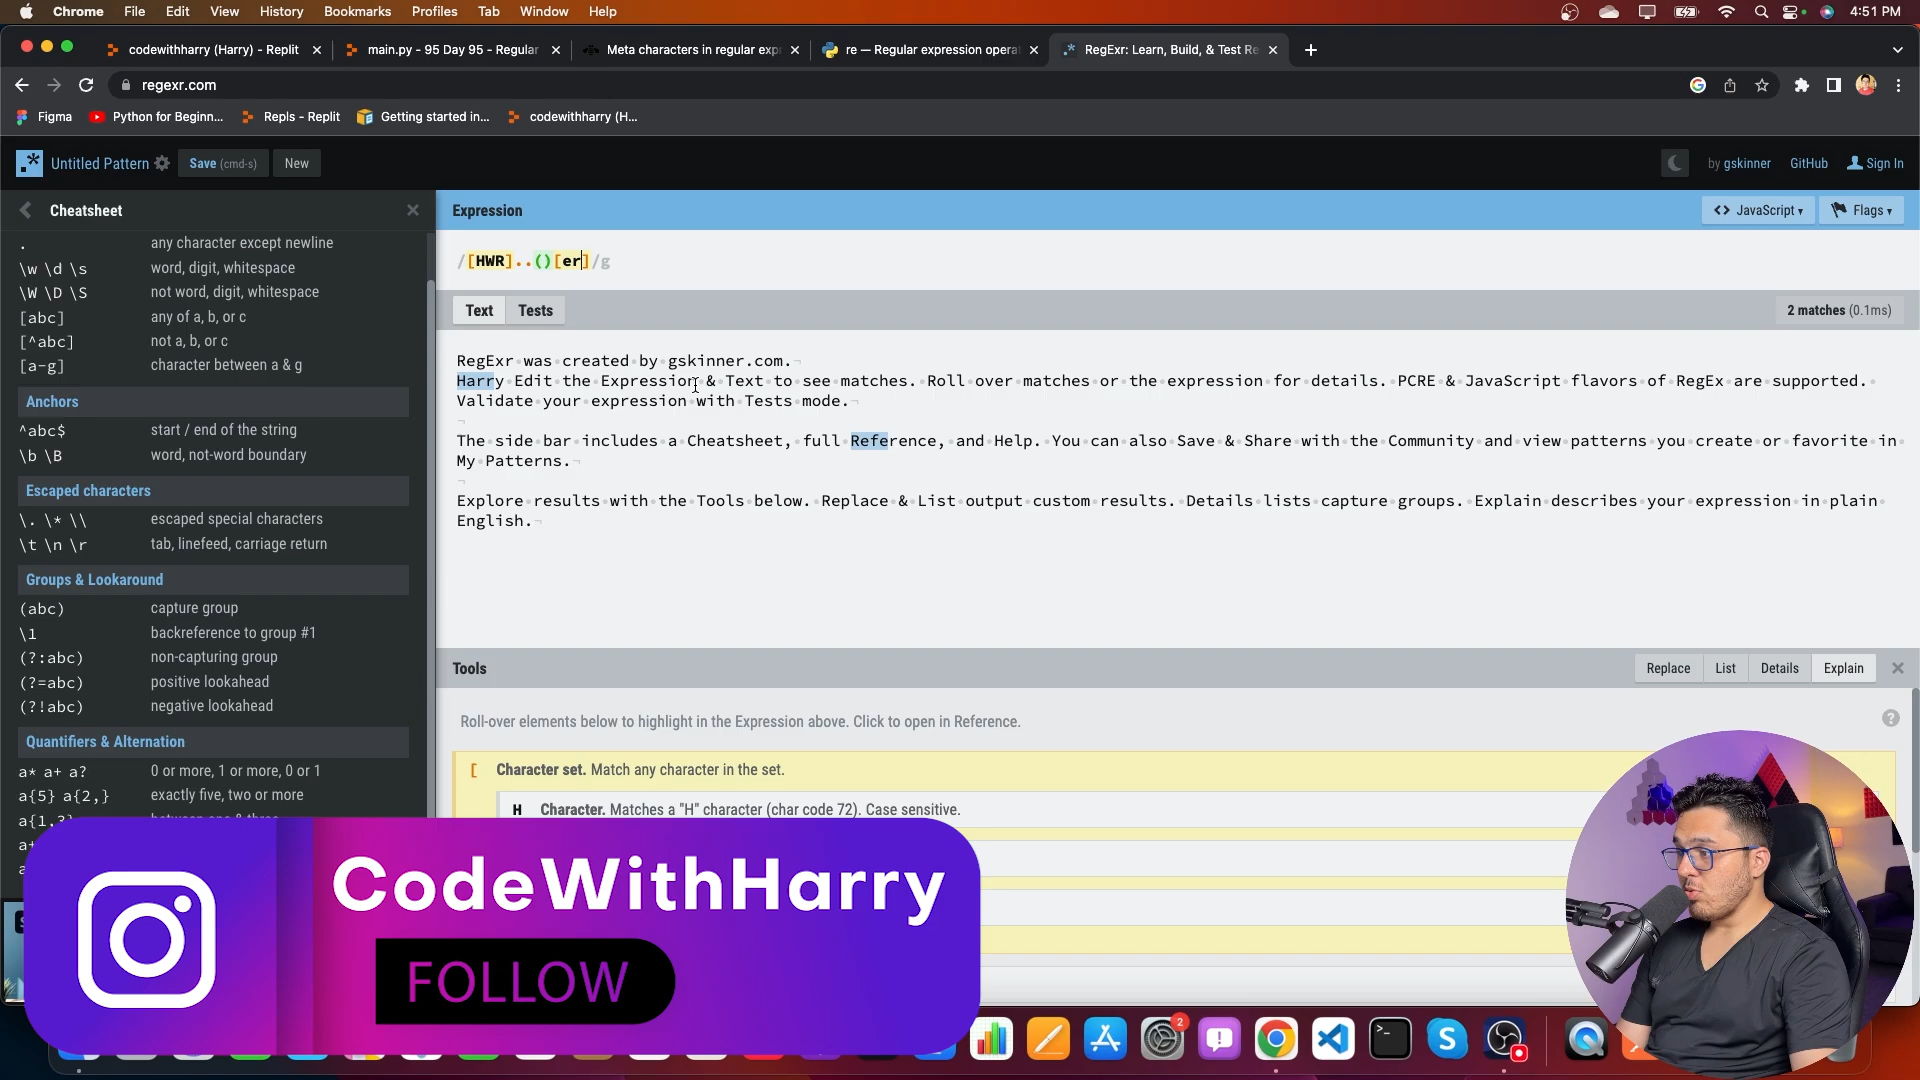 Chrome File Edit View History Bookmarks Profiles Tab Window Help 4:51 PM
codewithharry (Harry) - Replit main.py - 95 Day 95 - Regular Meta characters in regular exp re — Regular expression opera RegExr: Learn, Build, & Test Re
regexr.com
Figma Python for Beginn... Repls - Replit Getting started in... codewithharry (H...
Untitled Pattern Save (cmd-s) New by gskinner GitHub Sign In
Cheatsheet
. any character except newline
\w \d \s word, digit, whitespace
\W \D \S not word, digit, whitespace
[abc] any of a, b, or c
[^abc] not a, b, or c
[a-g] character between a & g
Anchors
^abc$ start / end of the string
\b \B word, not-word boundary
Escaped characters
\. \* \\ escaped special characters
\t \n \r tab, linefeed, carriage return
Groups & Lookaround
(abc) capture group
\1 backreference to group #1
(?:abc) non-capturing group
(?=abc) positive lookahead
(?!abc) negative lookahead
Quantifiers & Alternation
a* a+ a? 0 or more, 1 or more, 0 or 1
a{5} a{2,} exactly five, two or more
Expression JavaScript Flags
/[HWR]..()[er]/g
Text Tests 2 matches (0.1ms)
RegExr was created by gskinner.com.
Harry Edit the Expression & Text to see matches. Roll over matches or the expression for details. PCRE & JavaScript flavors of RegEx are supported.
Validate your expression with Tests mode.
The side bar includes a Cheatsheet, full Reference, and Help. You can also Save & Share with the Community and view patterns you create or favorite in
My Patterns.
Explore results with the Tools below. Replace & List output custom results. Details lists capture groups. Explain describes your expression in plain
English.
Tools Replace List Details Explain
Roll-over elements below to highlight in the Expression above. Click to open in Reference.
[ Character set. Match any character in the set.
H Character. Matches a "H" character (char code 72). Case sensitive.
CodeWithHarry
FOLLOW
2